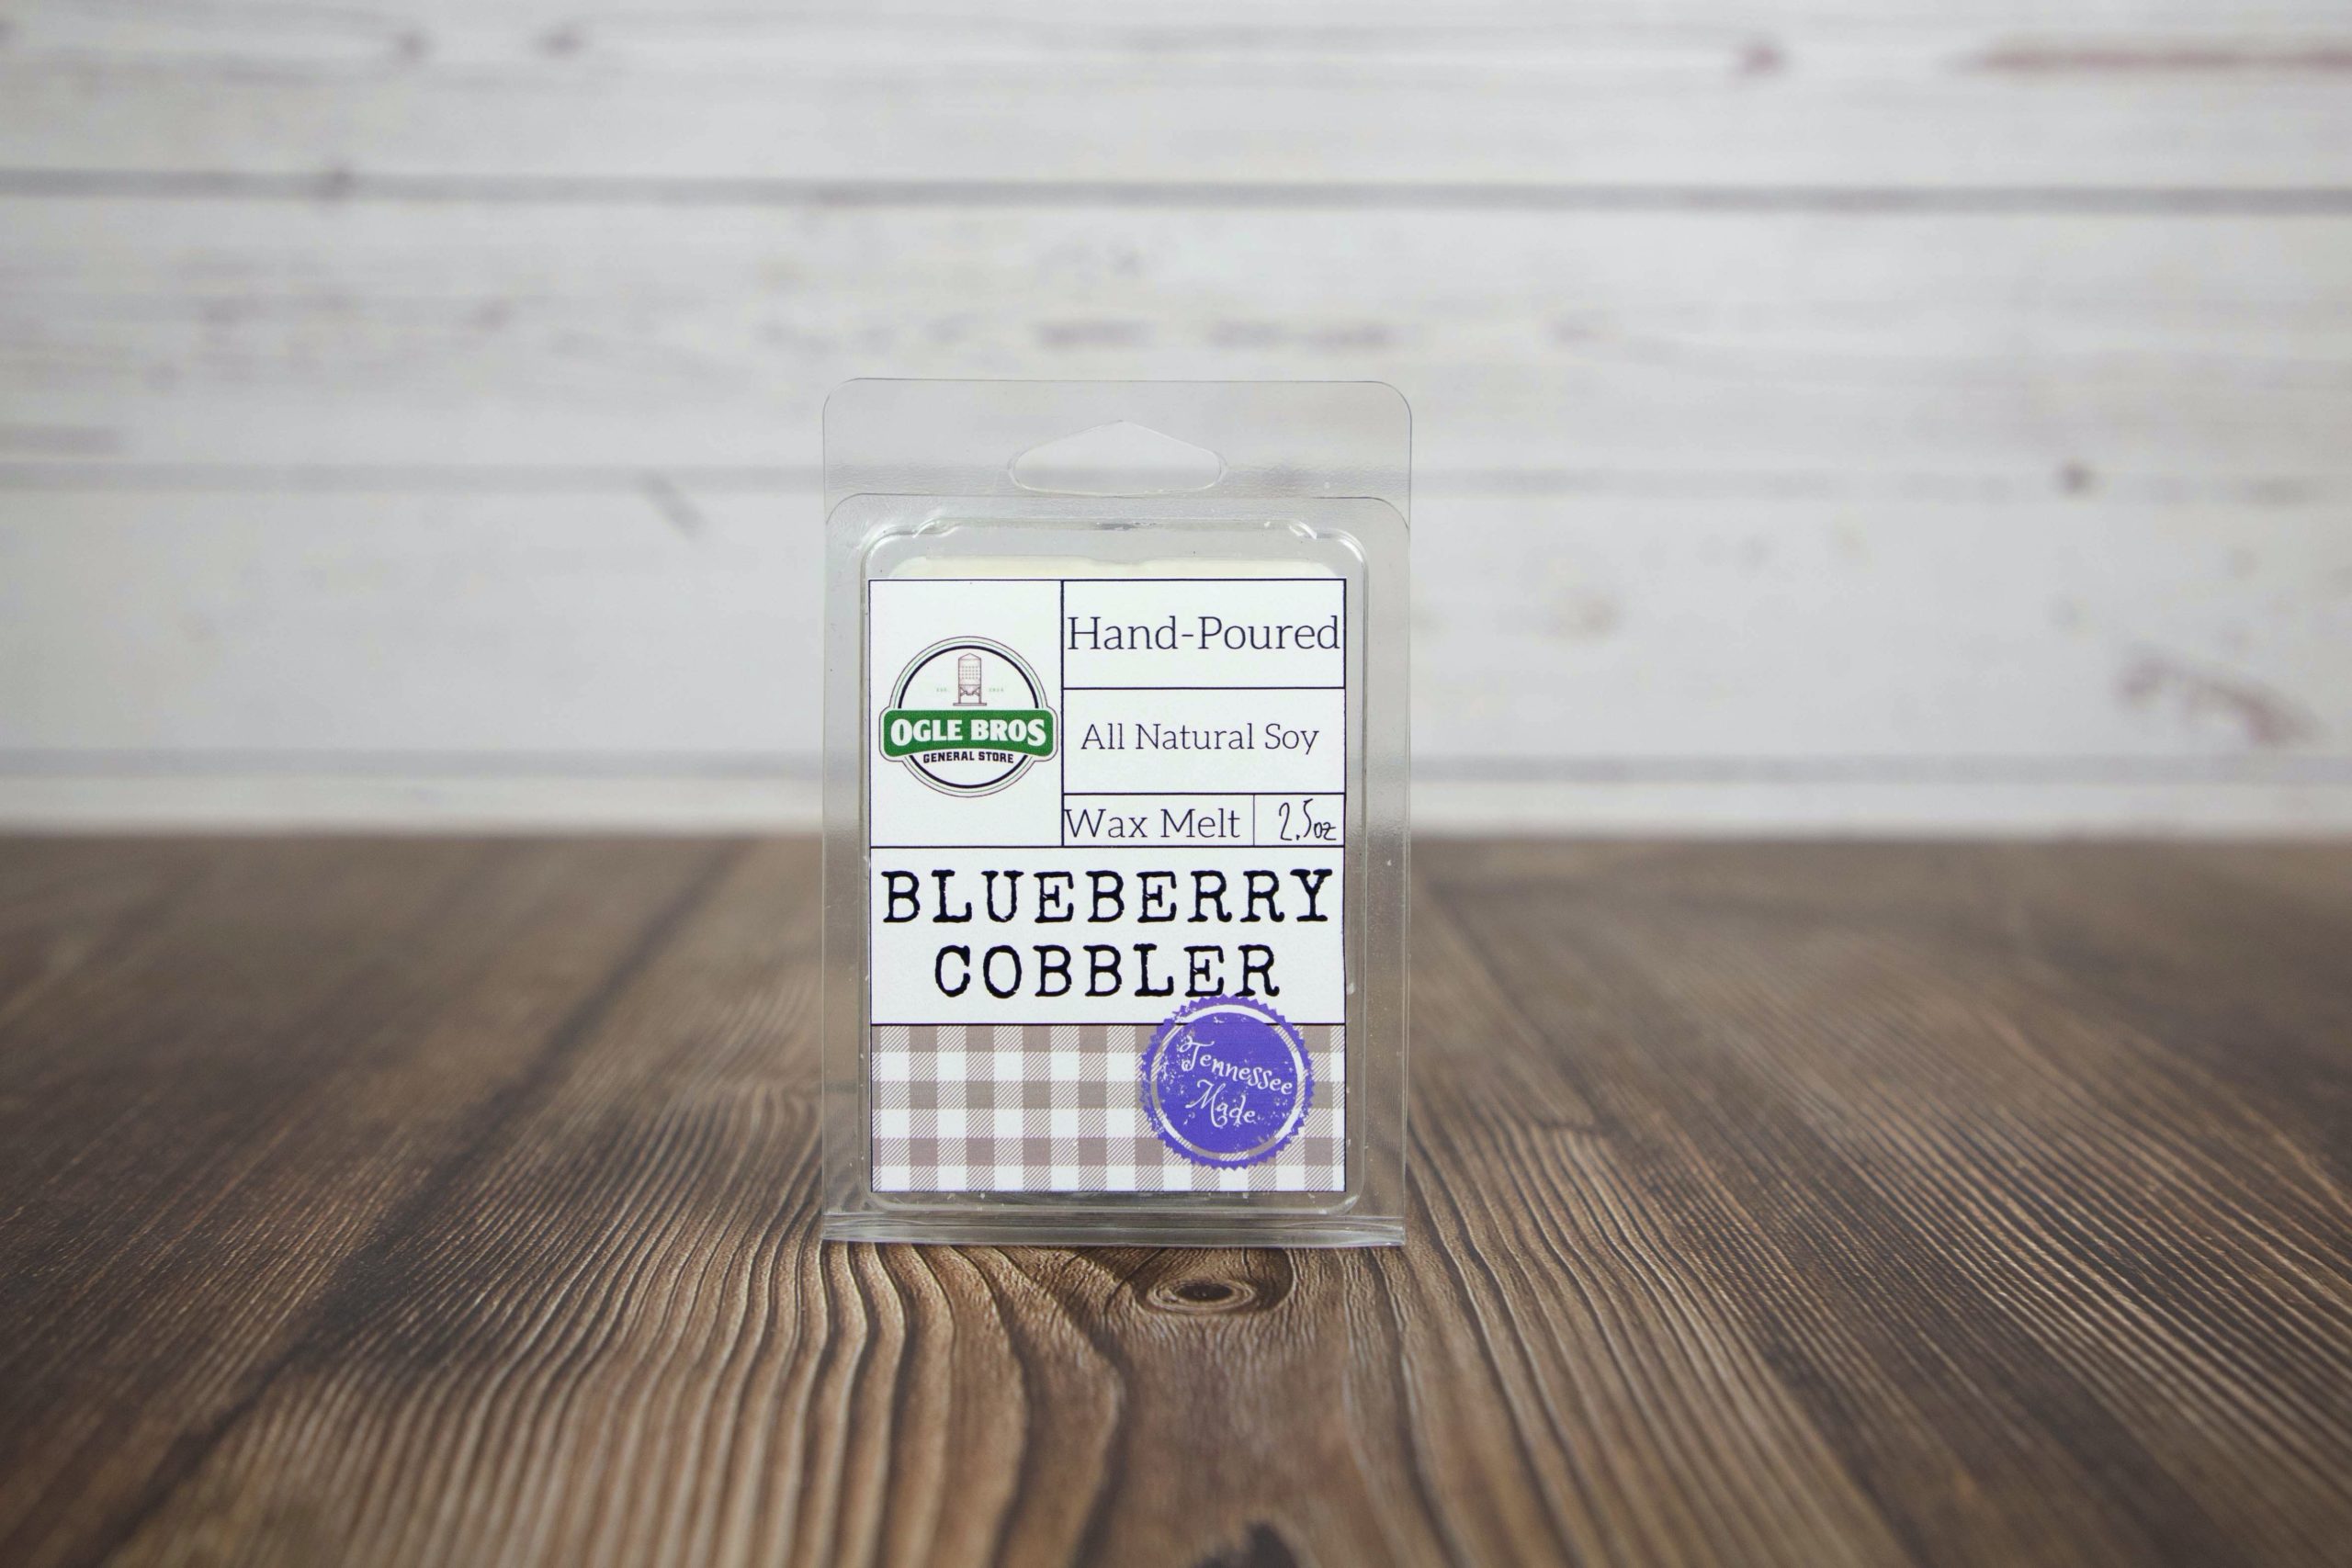 Hand-Poured
OGLE BROS
GENERAL STORE
All Natural Soy
Wax Melt 2.5oz
BLUEBERRY
COBBLER
Tennessee
Made